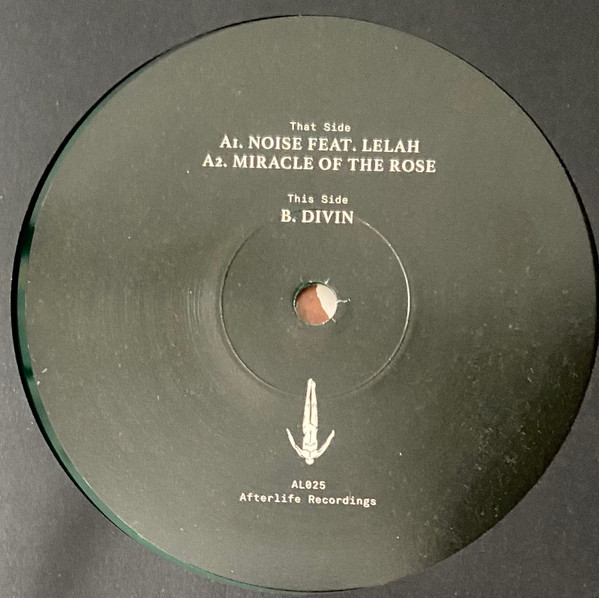 That Side
A1. NOISE FEAT. LELAH
A2. MIRACLE OF THE ROSE
This Side
B. DIVIN
AL025
Afterlife Recordings